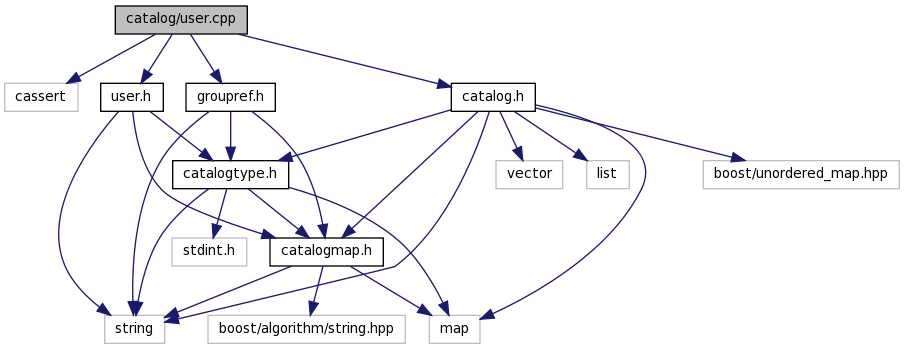 catalog/user.cpp
cassert
user.h
groupref.h
catalog.h
catalogtype.h
vector
list
boost/unordered_map.hpp
stdint.h
catalogmap.h
string
boost/algorithm/string.hpp
map